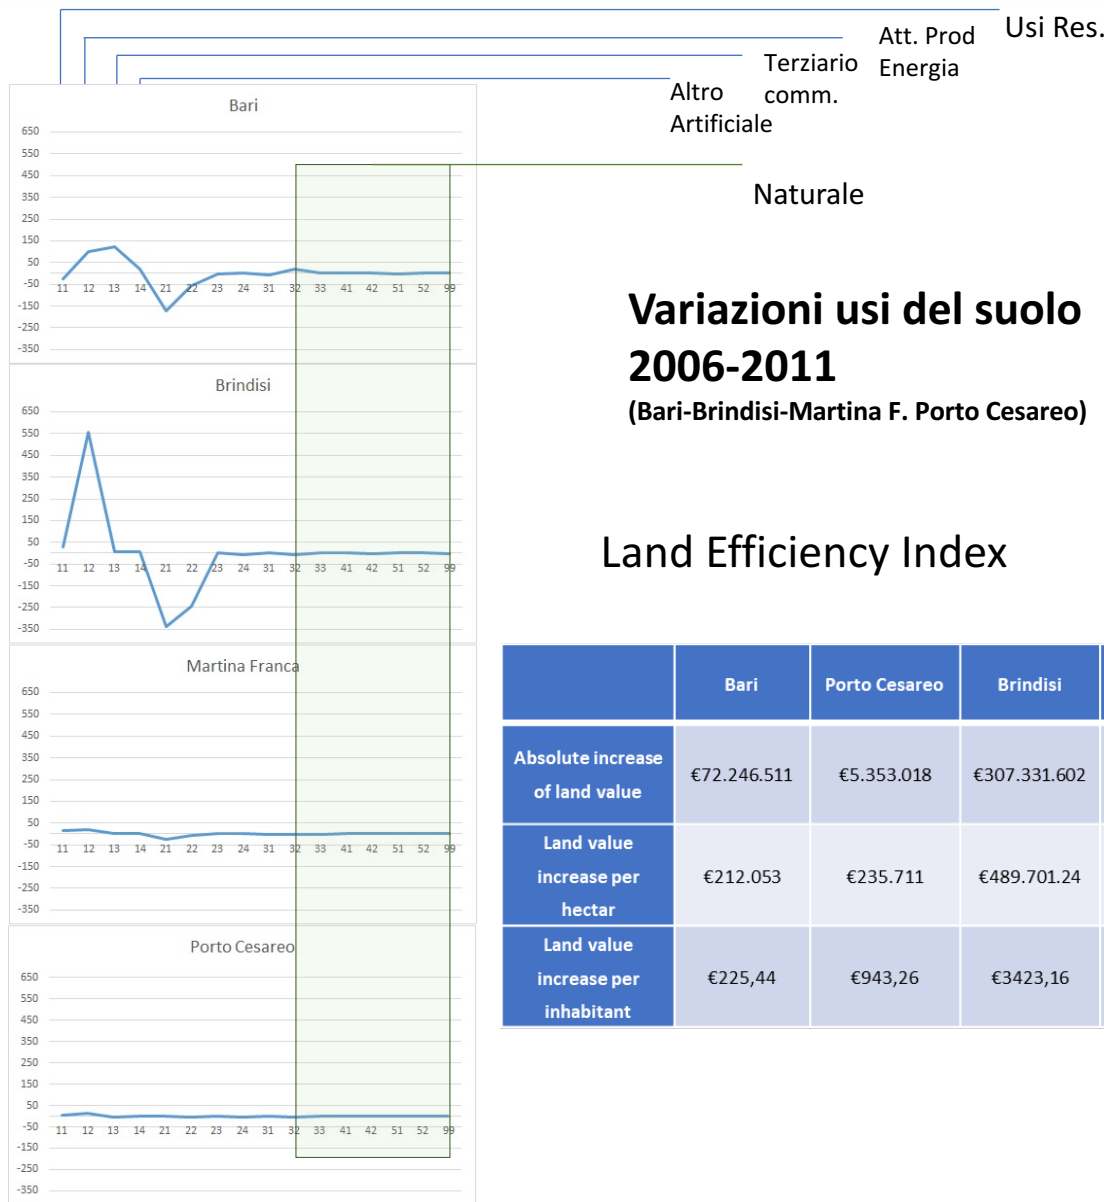 Usi Res.
Att. Prod
Energia
Terziario
comm.
Altro
Artificiale
Naturale
Bari
650
550
450
350
250
150
50
-50
-150
-250
-350
11 12 13 14 21 22 23 24 31 32 33 41 42 51 52 99
Brindisi
650
550
450
350
250
150
50
-50
-150
-250
-350
11 12 13 14 21 22 23 24 31 32 33 41 42 51 52 99
Martina Franca
650
550
450
350
250
150
50
-50
-150
-250
-350
11 12 13 14 21 22 23 24 31 32 33 41 42 51 52 99
Porto Cesareo
650
550
450
350
250
150
50
-50
-150
-250
-350
11 12 13 14 21 22 23 24 31 32 33 41 42 51 52 99
Variazioni usi del suolo
2006-2011
(Bari-Brindisi-Martina F. Porto Cesareo)
Land Efficiency Index
Bari Porto Cesareo Brindisi
Absolute increase
of land value
€72.246.511 €5.353.018 €307.331.602
Land value
increase per
hectar
€212.053 €235.711 €489.701.24
Land value
increase per
inhabitant
€225,44 €943,26 €3423,16